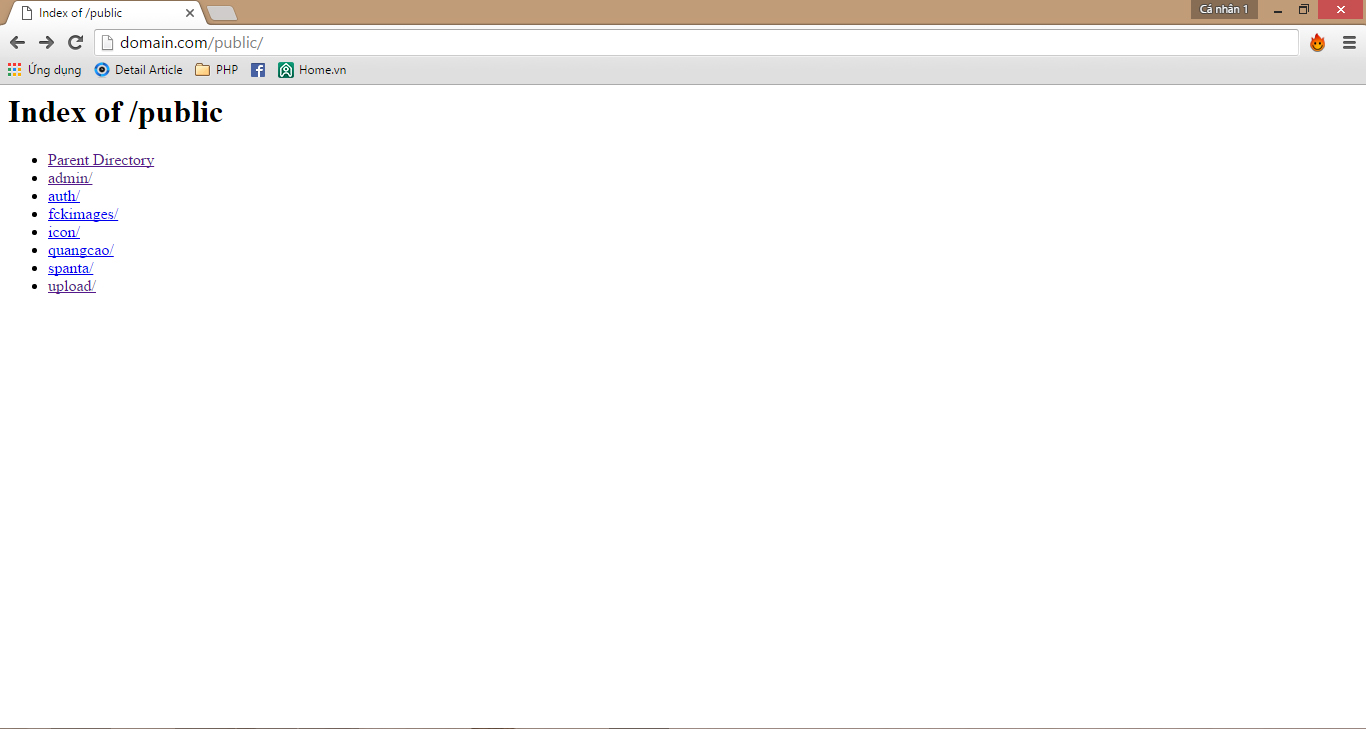 Index of /public
Cá nhân 1
domain.com/public/
Ứng dụng Detail Article PHP Home.vn
Index of /public
Parent Directory
admin/
auth/
fckimages/
icon/
quangcao/
spanta/
upload/